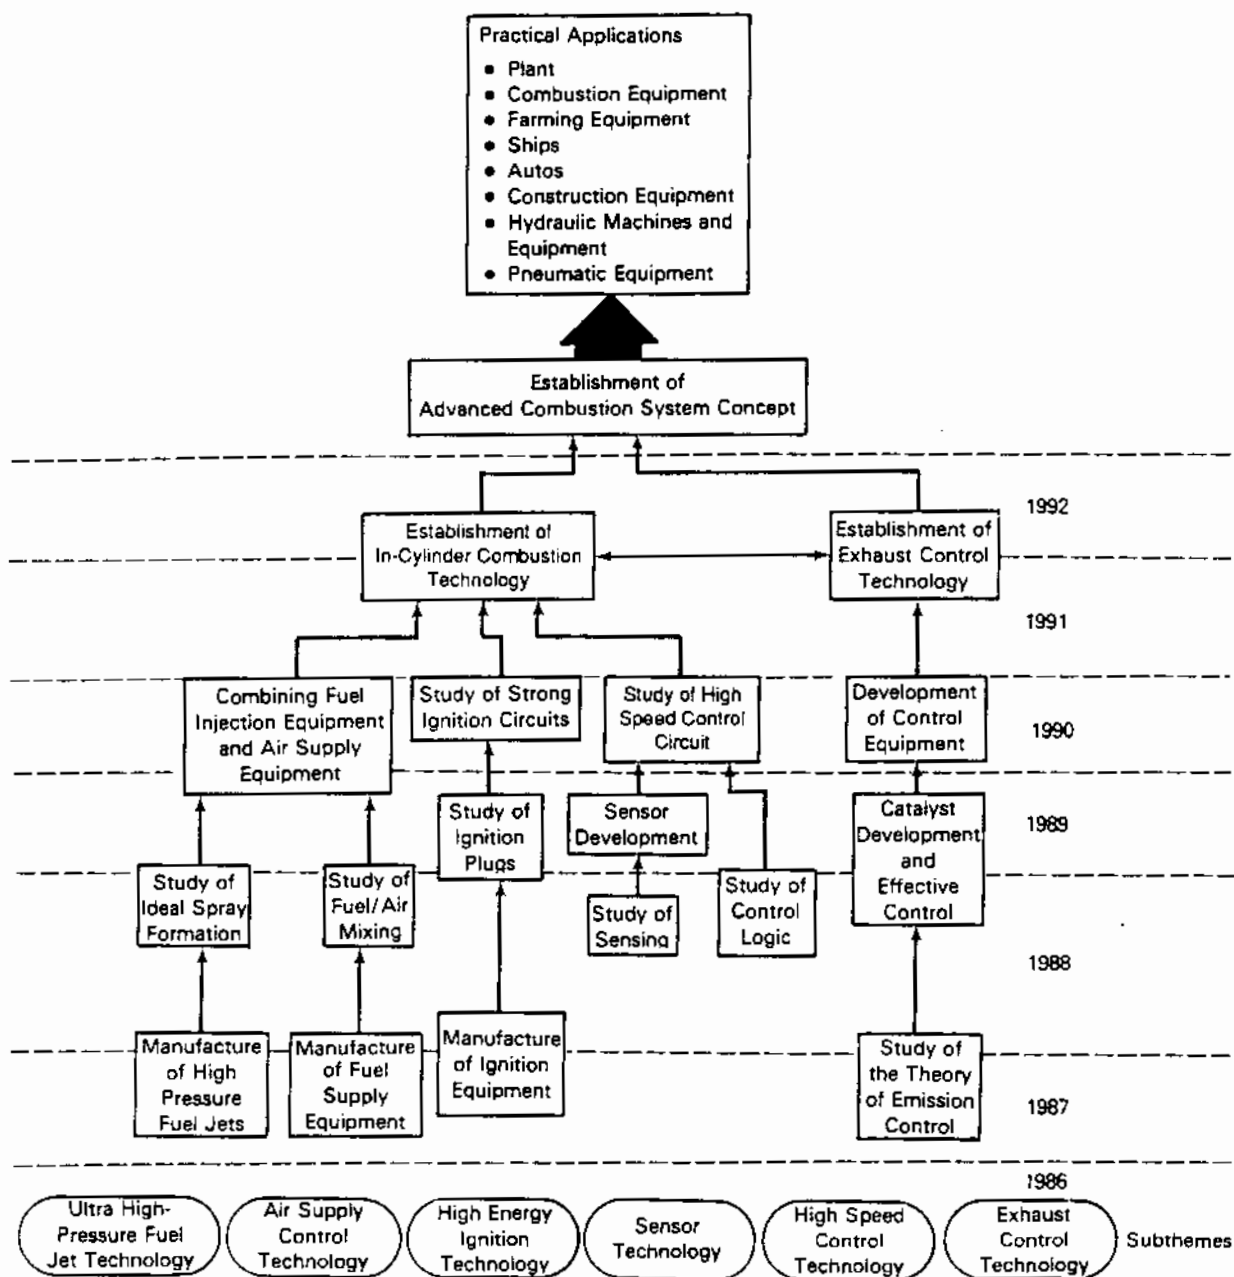 Practical Applications
• Plant
• Combustion Equipment
• Farming Equipment
• Ships
• Autos
• Construction Equipment
• Hydraulic Machines and
Equipment
• Pneumatic Equipment
Establishment of
Advanced Combustion System Concept
1992
Establishment of
In-Cylinder Combustion
Technology
Establishment of
Exhaust Control
Technology
1991
Combining Fuel
Injection Equipment
and Air Supply
Equipment
Study of Strong
Ignition Circuits
Study of High
Speed Control
Circuit
Development
of Control
Equipment
1990
Study of
Ignition
Plugs
Sensor
Development
Catalyst
Development
and
Effective
Control
1989
Study of
Ideal Spray
Formation
Study of
Fuel/Air
Mixing
Study of
Sensing
Study of
Control
Logic
1988
Manufacture
of High
Pressure
Fuel Jets
Manufacture
of Fuel
Supply
Equipment
Manufacture
of Ignition
Equipment
Study of
the Theory
of Emission
Control
1987
1986
Ultra High-
Pressure Fuel
Jet Technology
Air Supply
Control
Technology
High Energy
Ignition
Technology
Sensor
Technology
High Speed
Control
Technology
Exhaust
Control
Technology
Subthemes